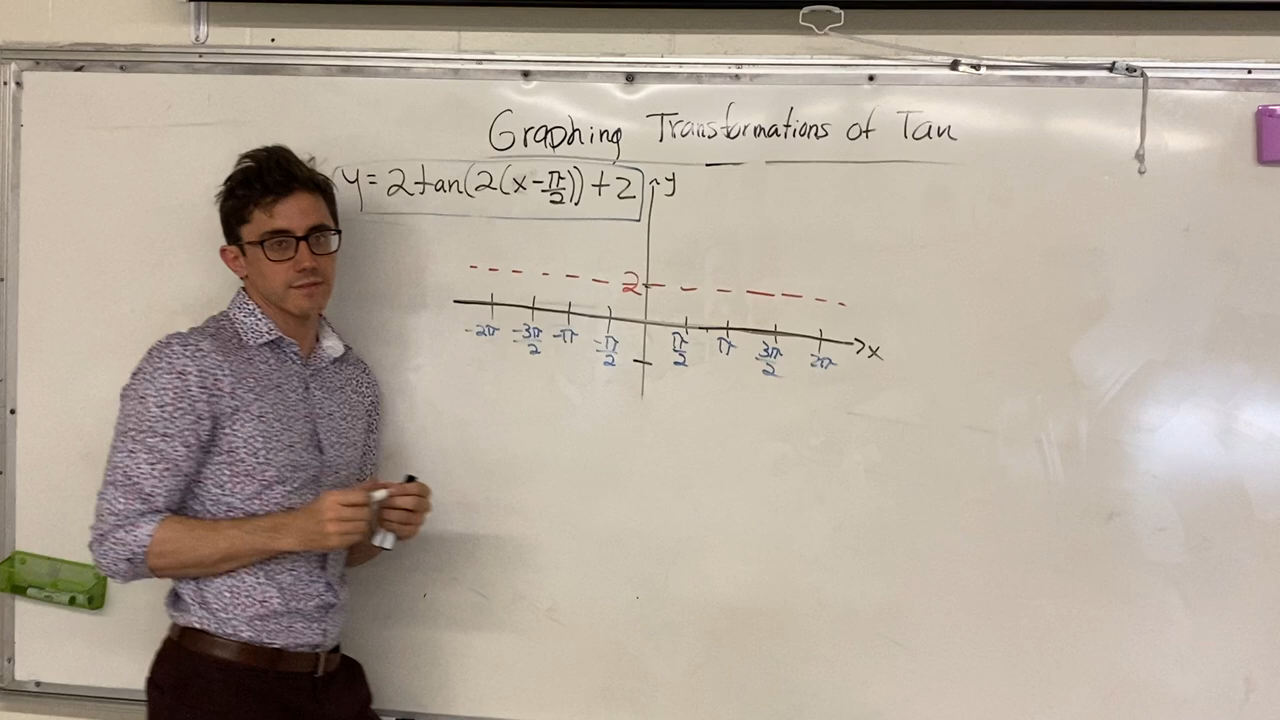 Graphing Transformations of Tan
y = 2tan(2(x-π/2)) + 2
y
2
-2π -3π/2 -π -π/2 π/2 π 3π/2 2π x